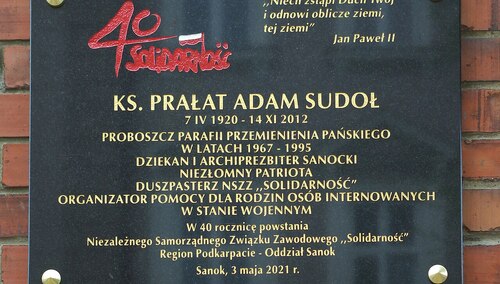 "Niech zstąpi Duch Twój
i odnowi oblicze ziemi,
tej ziemi"
Jan Paweł II
40
SOLIDARNOŚĆ
KS. PRAŁAT ADAM SUDOŁ
7 IV 1920 - 14 XI 2012
PROBOSZCZ PARAFII PRZEMIENIENIA PAŃSKIEGO
W LATACH 1967 - 1995
DZIEKAN I ARCHIPREZBITER SANOCKI
NIEZŁOMNY PATRIOTA
DUSZPASTERZ NSZZ ,,SOLIDARNOŚĆ"
ORGANIZATOR POMOCY DLA RODZIN OSÓB INTERNOWANYCH
W STANIE WOJENNYM
W 40 rocznicę powstania
Niezależnego Samorządnego Związku Zawodowego ,,Solidarność"
Region Podkarpacie - Oddział Sanok
Sanok, 3 maja 2021 r.